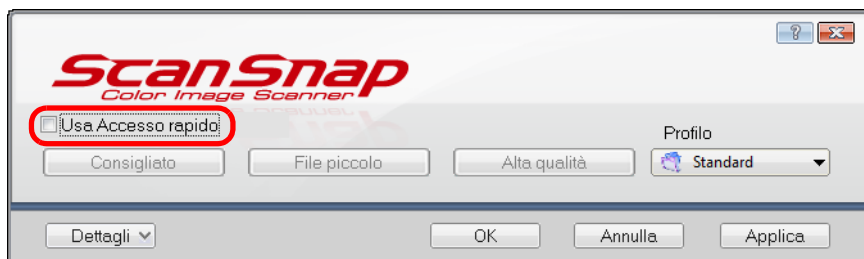 ScanSnap
Color Image Scanner
Usa Accesso rapido
Profilo
Consigliato File piccolo Alta qualità Standard
Dettagli OK Annulla Applica